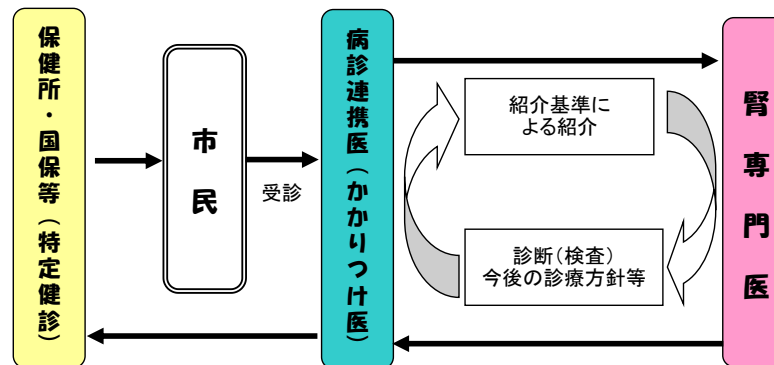 保健所・国保等（特定健診）
市民
受診
病診連携医（かかりつけ医）
紹介基準に
よる紹介
診断（検査）
今後の診療方針等
腎専門医